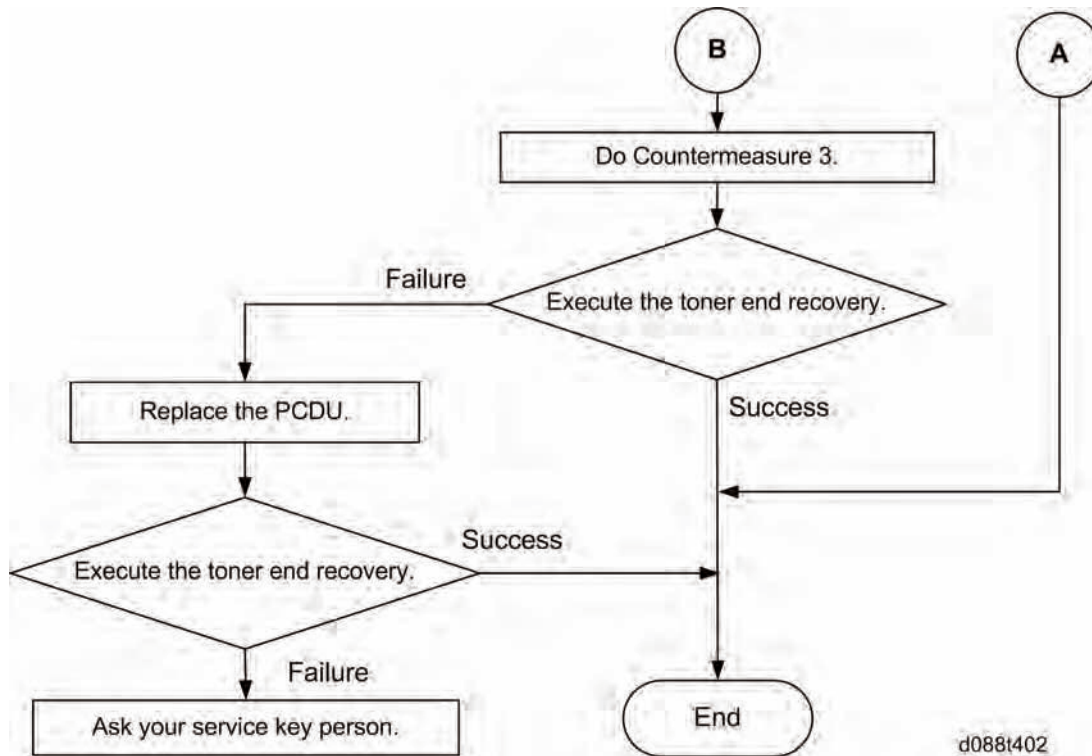 B
A
Do Countermeasure 3.
Failure
Execute the toner end recovery.
Success
Replace the PCDU.
Success
Execute the toner end recovery.
Failure
Ask your service key person.
End
d088t402